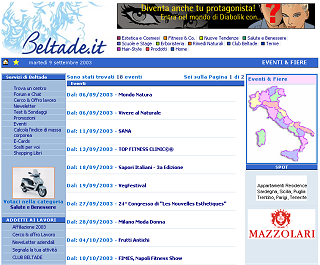 Diventa anche tu protagonista!
Entra nel mondo di Diabolik con...
Beltade.it
Estetica e Cosmesi
Fitness & Co.
Nuove Tendenze
Salute e Benessere
Scuole e Stage
Erboristeria
Rimedi Naturali
Club Beltade
Terme
Hair-Style
Prodotti
Home
martedì 9 settembre 2003
EVENTI & FIERE
Servizi di Beltade
Trova un centro
Forum e Chat
Cerco & Offro lavoro
Newsletter
Test & Sondaggi
Promozioni
Eventi
Calcola l'indice di massa corporea
E-Cards
Scelti per voi
Shopping Libri
Votaci nella categoria
Salute e Benessere
ADDETTI AI LAVORI
Affiliazione 2003
Cerco & Offro lavoro
NewsLetter aziendali
Segnala la tua attività
CLUB BELTADE
Sono stati trovati 18 eventi
Sei sulla Pagina 1 di 2
Eventi
Dal: 06/09/2003 - Mondo Natura
Dal: 06/09/2003 - Vivere al Naturale
Dal: 11/09/2003 - SANA
Dal: 13/09/2003 - TOP FITNESS CLINIC®
Dal: 18/09/2003 - Sapori Italiani - 3a Edizione
Dal: 19/09/2003 - Vegfestival
Dal: 27/09/2003 - 24° Congresso di "Les Nouvelles Esthetiques"
Dal: 28/09/2003 - Milano Moda Donna
Dal: 04/10/2003 - Frutti Antichi
Dal: 10/10/2003 - FIMES, Napoli Fitness Show
Eventi & Fiere
SPOT
Appartamenti Residence
Sardegna, Sicilia, Puglia
Trentino, Parigi, Tenerife
MAZZOLARI